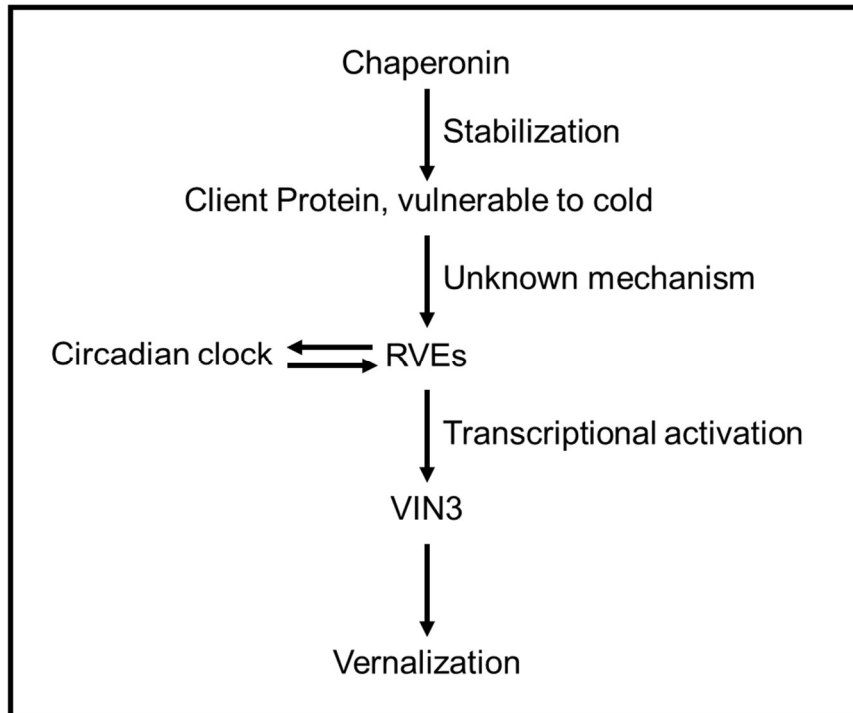 Chaperonin
Stabilization
Client Protein, vulnerable to cold
Unknown mechanism
Circadian clock
RVEs
Transcriptional activation
VIN3
Vernalization